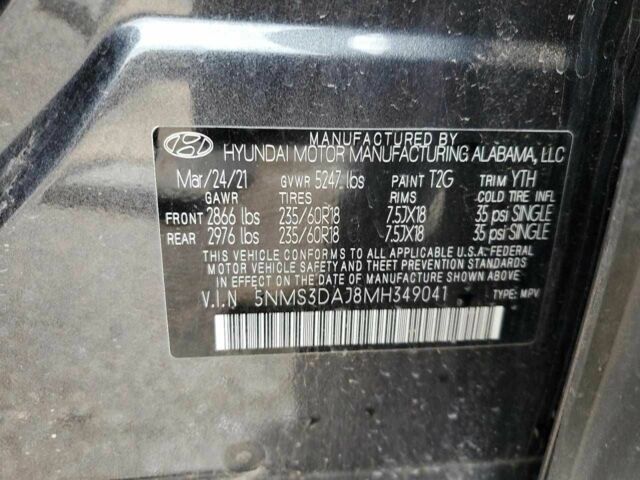 MANUFACTURED BY
HYUNDAI MOTOR MANUFACTURING ALABAMA, LLC
Mar/24/21 GVWR 5247 lbs PAINT T2G TRIM YTH
GAWR TIRES RIMS COLD TIRE INFL
FRONT 2866 lbs 235/60R18 7.5JX18 35 psi SINGLE
REAR 2976 lbs 235/60R18 7.5JX18 35 psi SINGLE
THIS VEHICLE CONFORMS TO ALL APPLICABLE U.S.A. FEDERAL
MOTOR VEHICLE SAFETY, BUMPER, AND THEFT PREVENTION
STANDARDS IN EFFECT ON THE DATE OF MANUFACTURE SHOWN ABOVE.
V.I.N 5NMS3DAJ8MH349041
TYPE: MPV